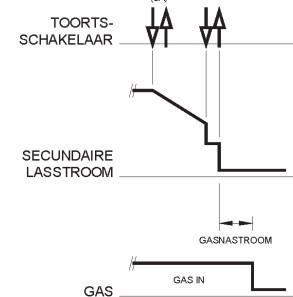 TOORTS-
SCHAKELAAR
SECUNDAIRE
LASSTROOM
GASNASTROOM
GAS IN
GAS